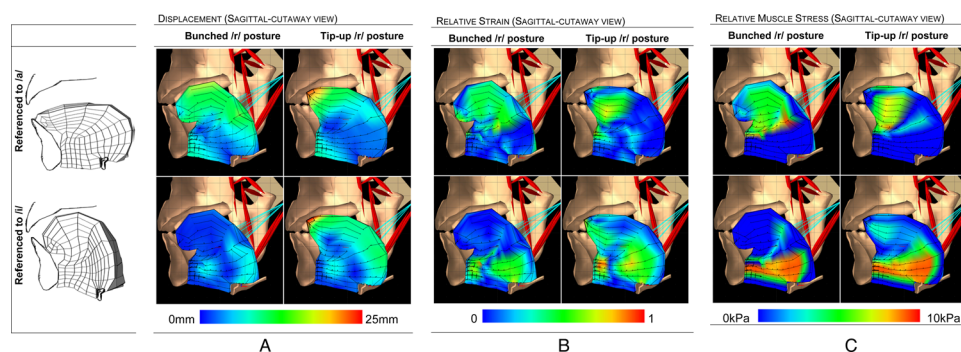 DISPLACEMENT (SAGITTAL-CUTAWAY VIEW)
Bunched /r/ posture Tip-up /r/ posture
RELATIVE STRAIN (SAGITTAL-CUTAWAY VIEW)
Bunched /r/ posture Tip-up /r/ posture
RELATIVE MUSCLE STRESS (SAGITTAL-CUTAWAY VIEW)
Bunched /r/ posture Tip-up /r/ posture
Referenced to /a/
Referenced to /i/
0mm 25mm
0 1
0kPa 10kPa
A B C